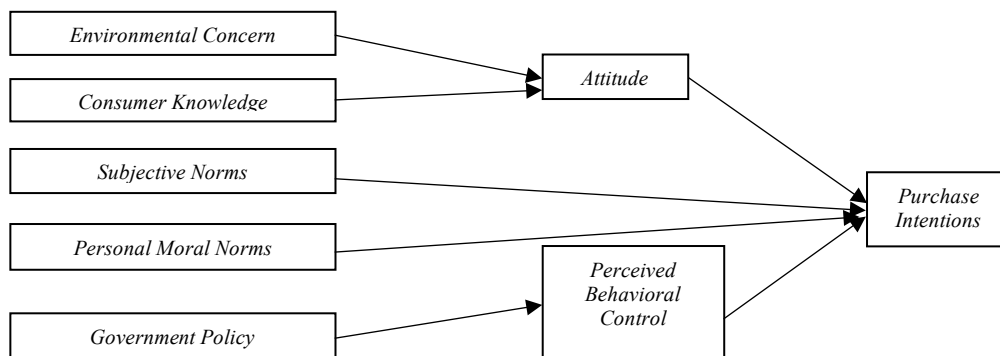 Environmental Concern
Attitude
Consumer Knowledge
Subjective Norms
Purchase
Intentions
Personal Moral Norms
Perceived
Behavioral
Control
Government Policy